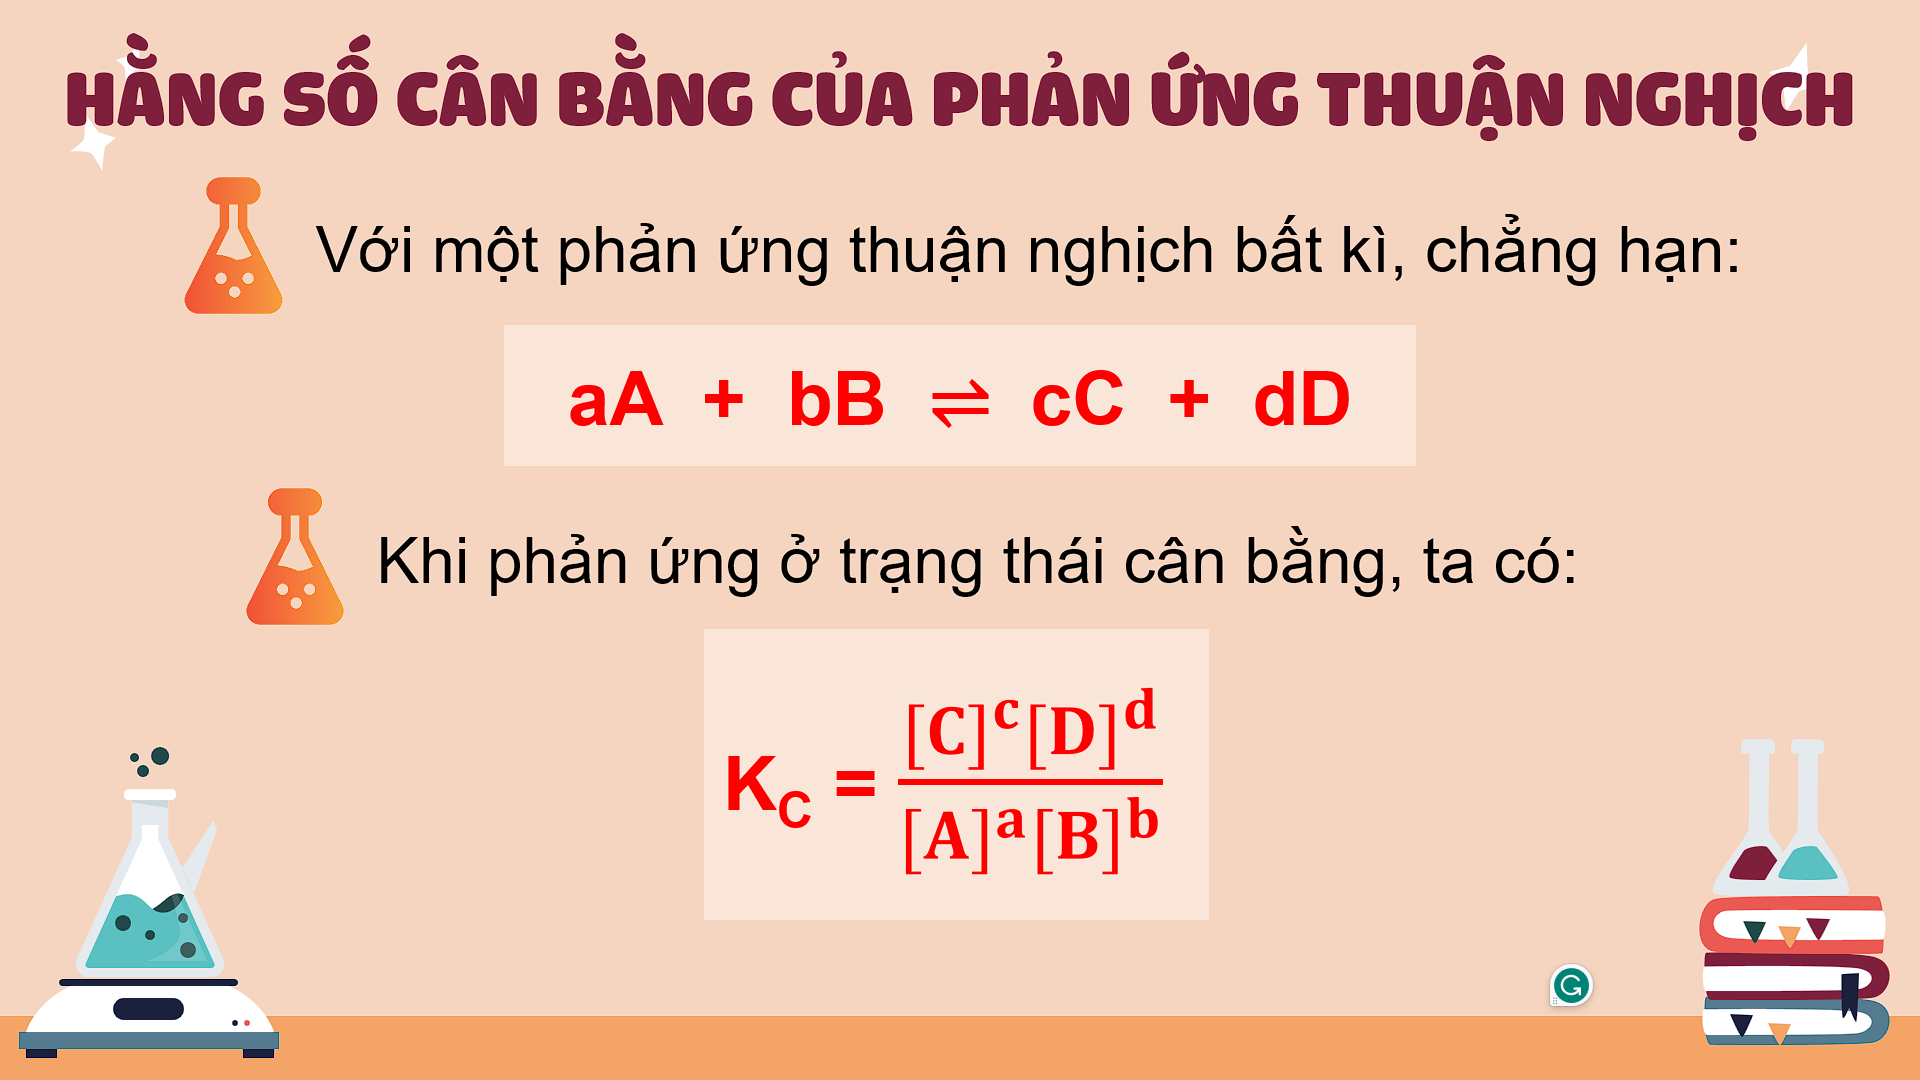 HẰNG SỐ CÂN BẰNG CỦA PHẢN ỨNG THUẬN NGHỊCH
Với một phản ứng thuận nghịch bất kì, chẳng hạn:
aA + bB ⇌ cC + dD
Khi phản ứng ở trạng thái cân bằng, ta có:
K_C = [C]^c[D]^d / [A]^a[B]^b